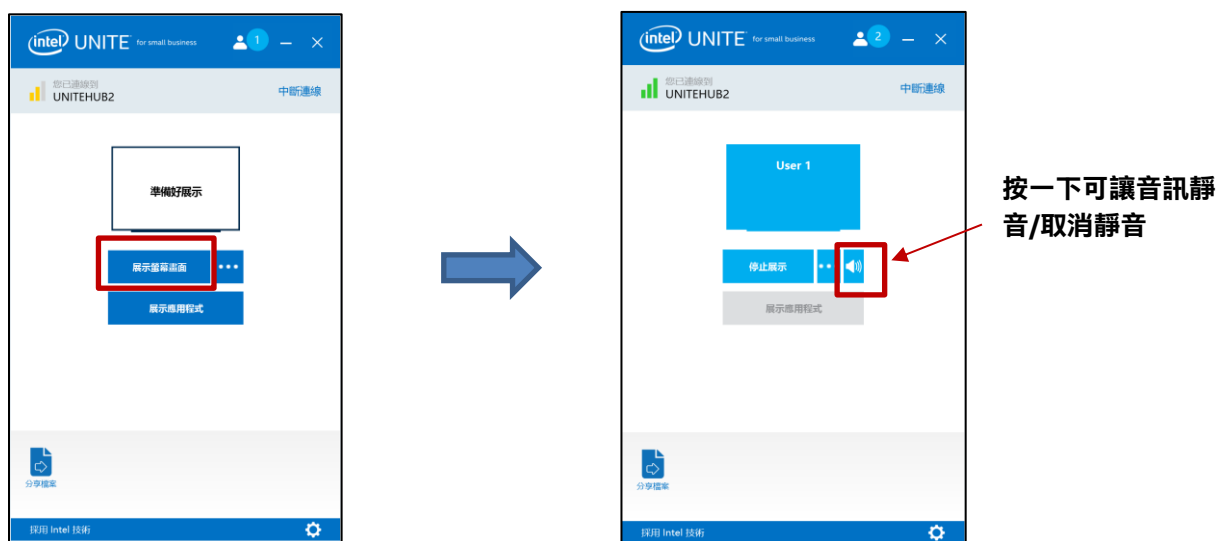 intel UNITE for small business 1
您已連線到
UNITEHUB2 中斷連線
準備好展示
展示螢幕畫面
展示應用程式
分享檔案
採用 Intel 技術
intel UNITE for small business 2
您已連線到
UNITEHUB2 中斷連線
User 1
停止展示
展示應用程式
分享檔案
採用 Intel 技術
按一下可讓音訊靜
音/取消靜音